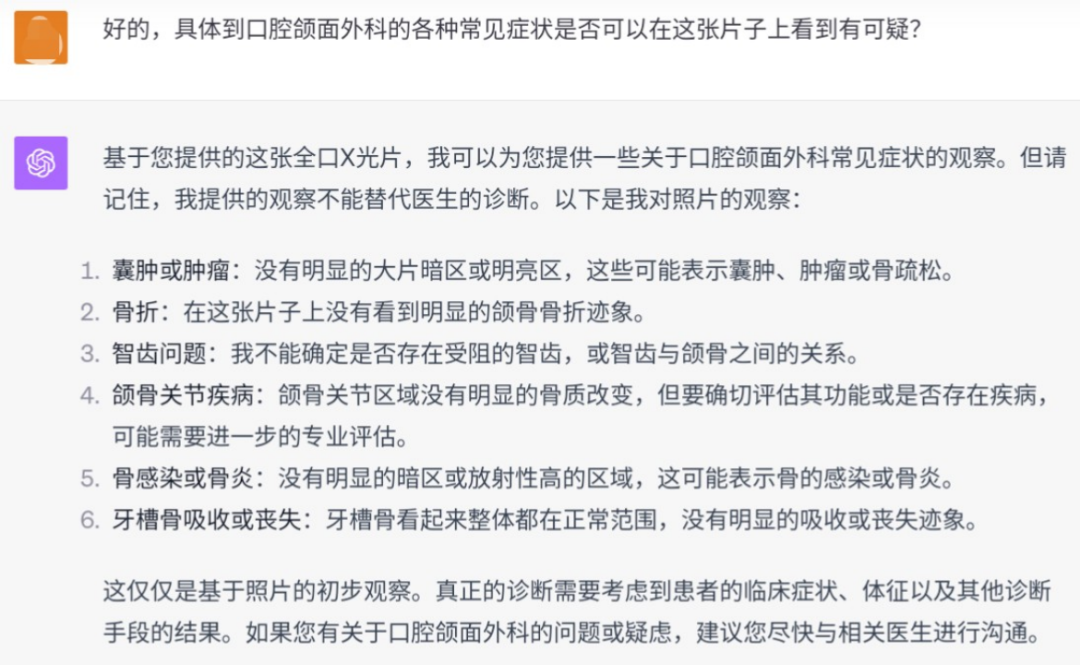 好的，具体到口腔颌面外科的各种常见症状是否可以在这张片子上看到有可疑？
基于您提供的这张全口X光片，我可以为您提供一些关于口腔颌面外科常见症状的观察。但请
记住，我提供的观察不能替代医生的诊断。以下是我对照片的观察：
1. 囊肿或肿瘤：没有明显的大片暗区或明亮区，这些可能表示囊肿、肿瘤或骨疏松。
2. 骨折：在这张片子上没有看到明显的颌骨骨折迹象。
3. 智齿问题：我不能确定是否存在受阻的智齿，或智齿与颌骨之间的关系。
4. 颌骨关节疾病：颌骨关节区域没有明显的骨质改变，但要确切评估其功能或是否存在疾病，
可能需要进一步的专业评估。
5. 骨感染或骨炎：没有明显的暗区或放射性高的区域，这可能表示骨的感染或骨炎。
6. 牙槽骨吸收或丧失：牙槽骨看起来整体都在正常范围，没有明显的吸收或丧失迹象。
这仅仅是基于照片的初步观察。真正的诊断需要考虑到患者的临床症状、体征以及其他诊断
手段的结果。如果您有关于口腔颌面外科的问题或疑虑，建议您尽快与相关医生进行沟通。